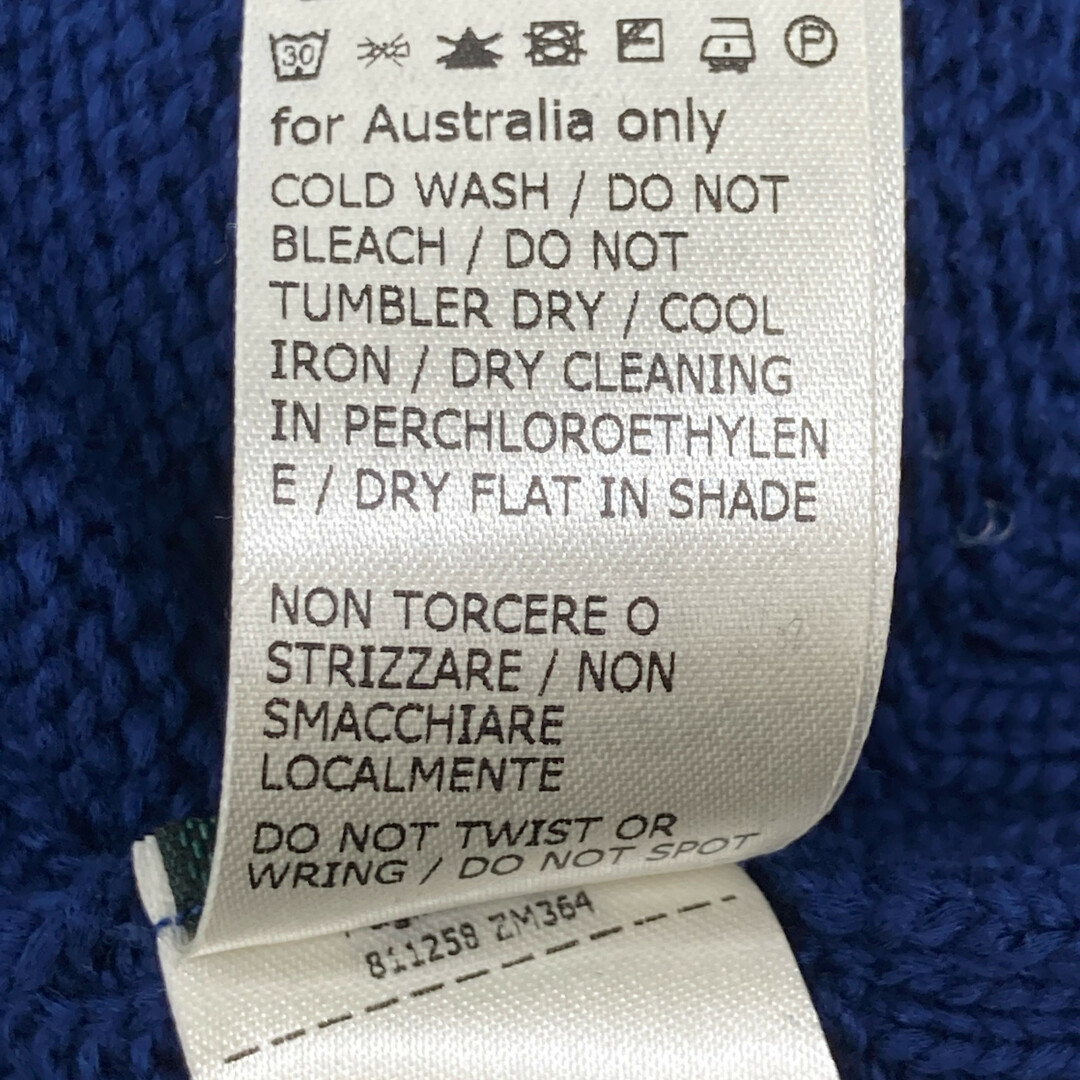 30 P
for Australia only
COLD WASH / DO NOT
BLEACH / DO NOT
TUMBLER DRY / COOL
IRON / DRY CLEANING
IN PERCHLOROETHYLEN
E / DRY FLAT IN SHADE
NON TORCERE O
STRIZZARE / NON
SMACCHIARE
LOCALMENTE
DO NOT TWIST OR
WRING / DO NOT SPOT
811258 ZM364